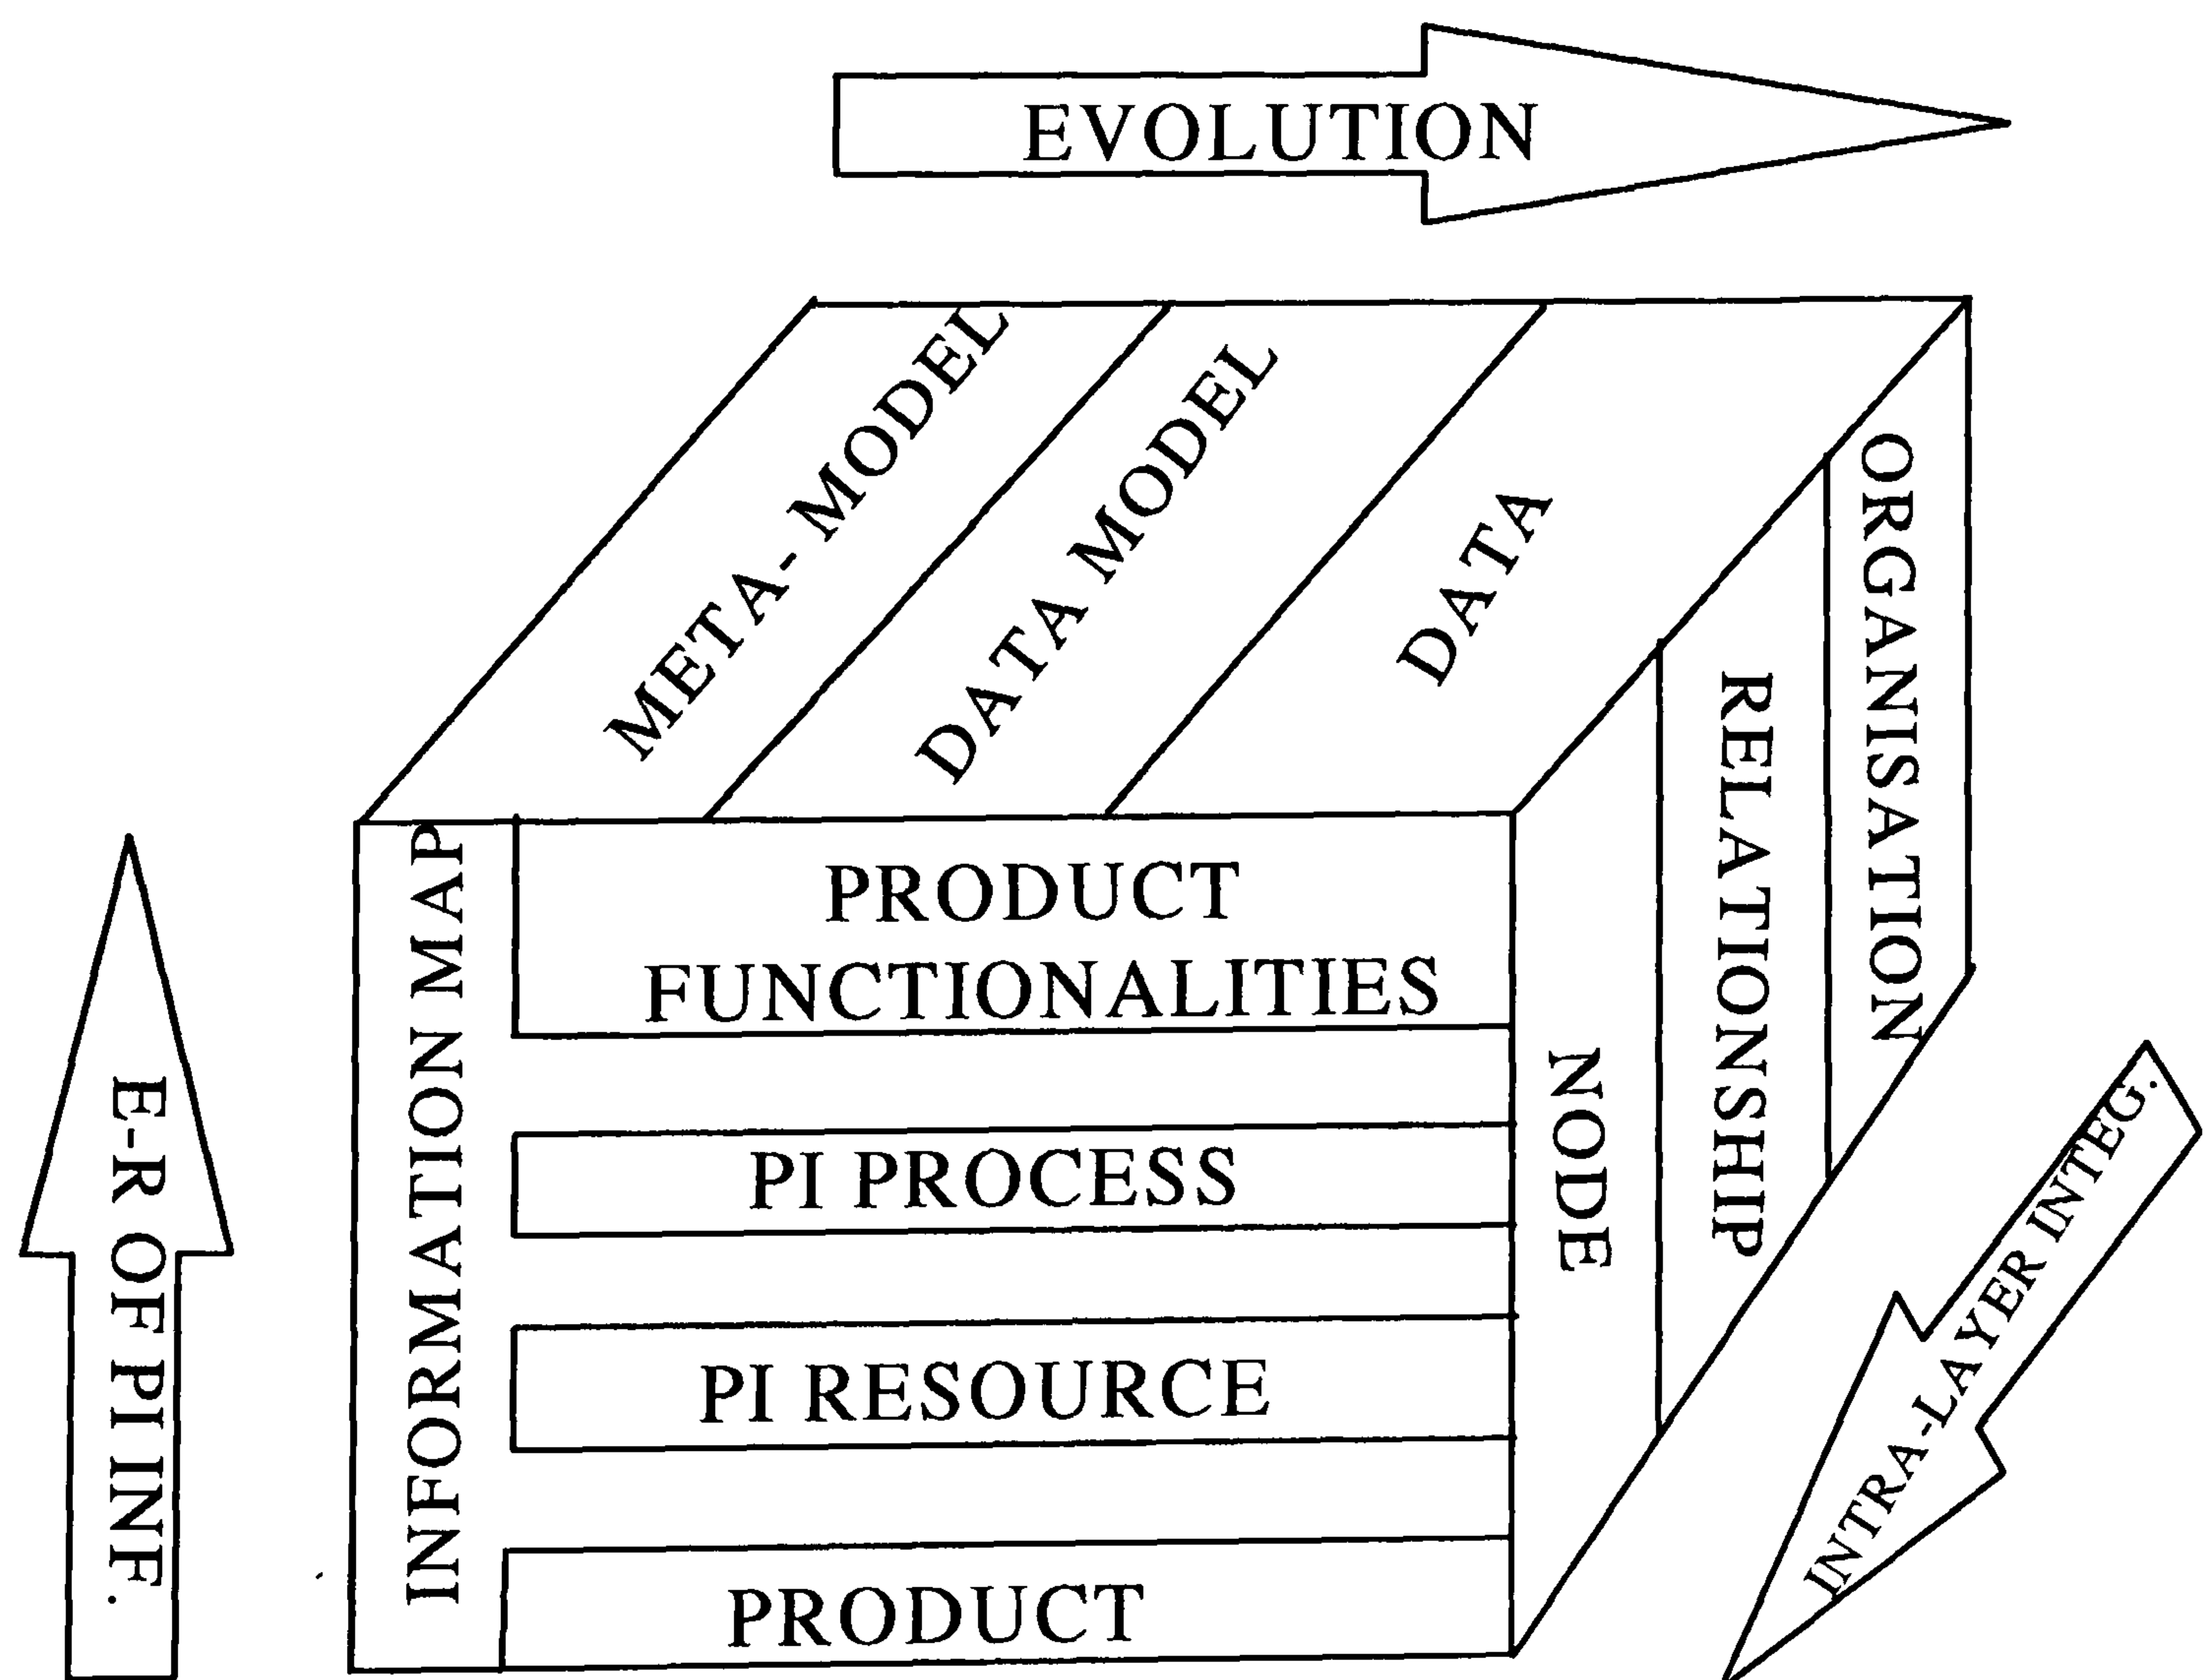 EVOLUTION
META-MODEL
DATA MODEL
DATA
ORGANISATION
RELATIONSHIP
NODE
INFORMATION MAP
PRODUCT
FUNCTIONALITIES
PI PROCESS
PI RESOURCE
PRODUCT
E-R OF PI INF.
INTRA-LAYER INTEG.